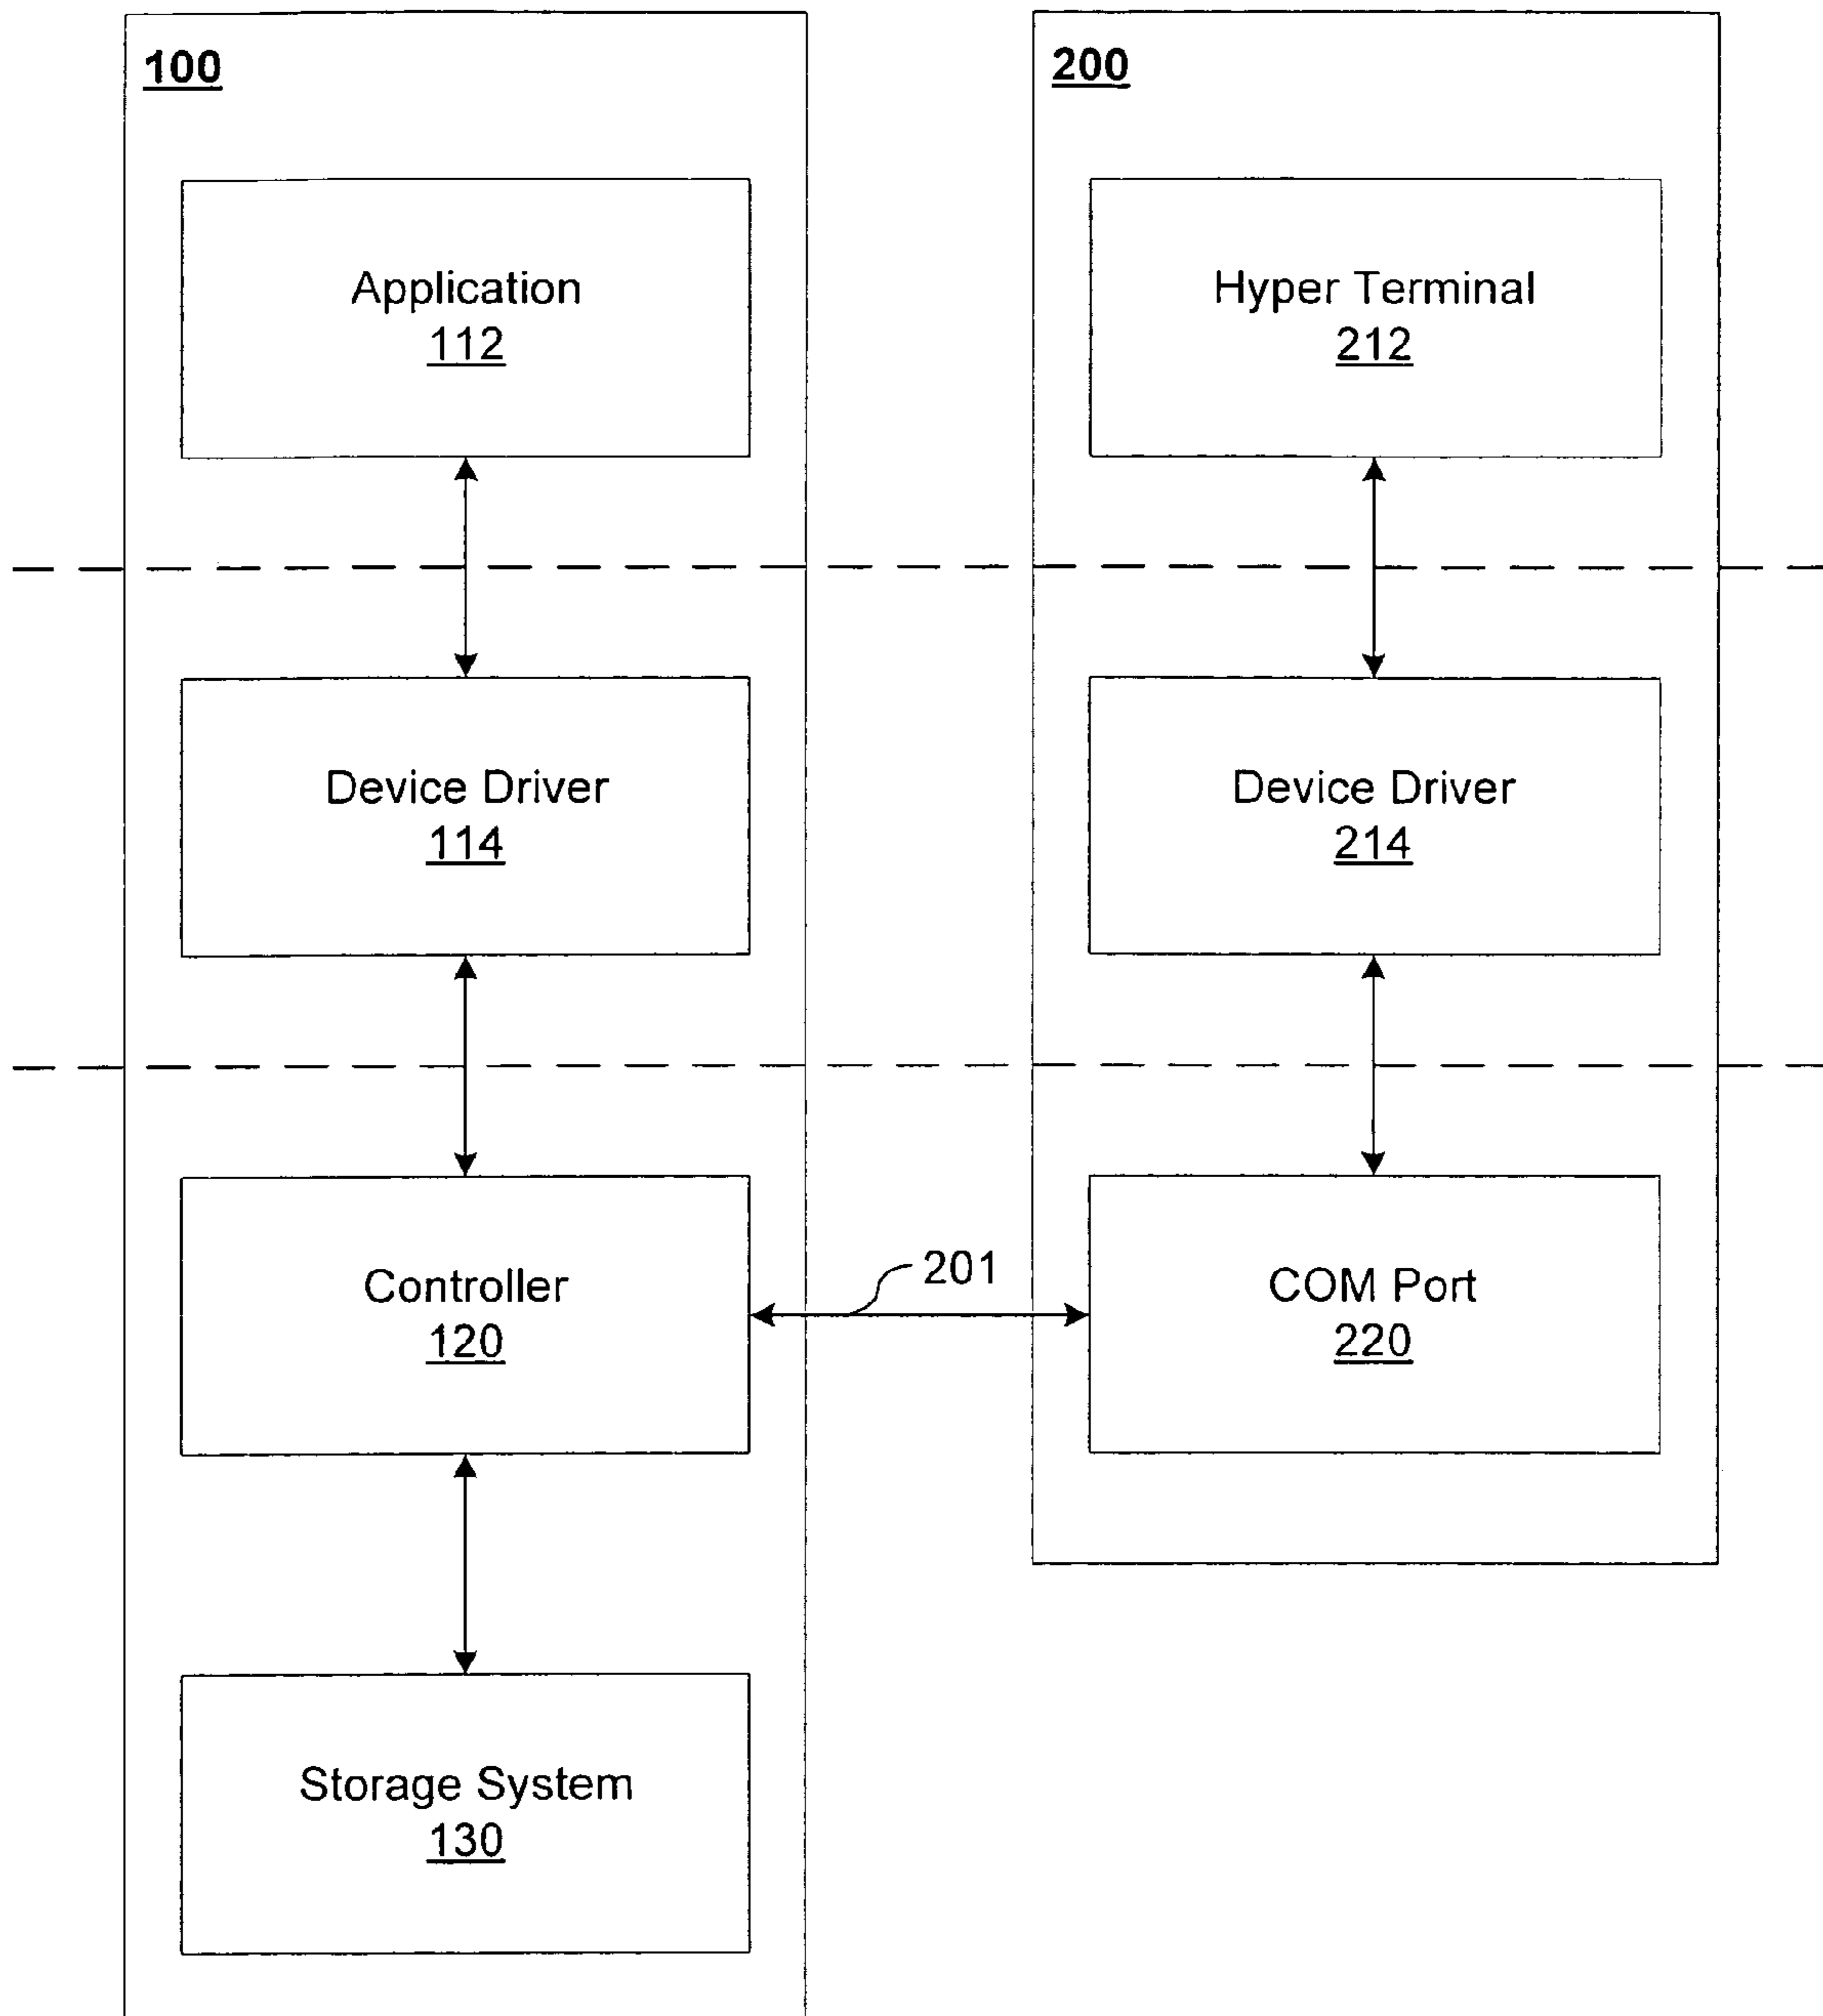 100
Application
112
Device Driver
114
Controller
120
Storage System
130
200
Hyper Terminal
212
Device Driver
214
COM Port
220
201